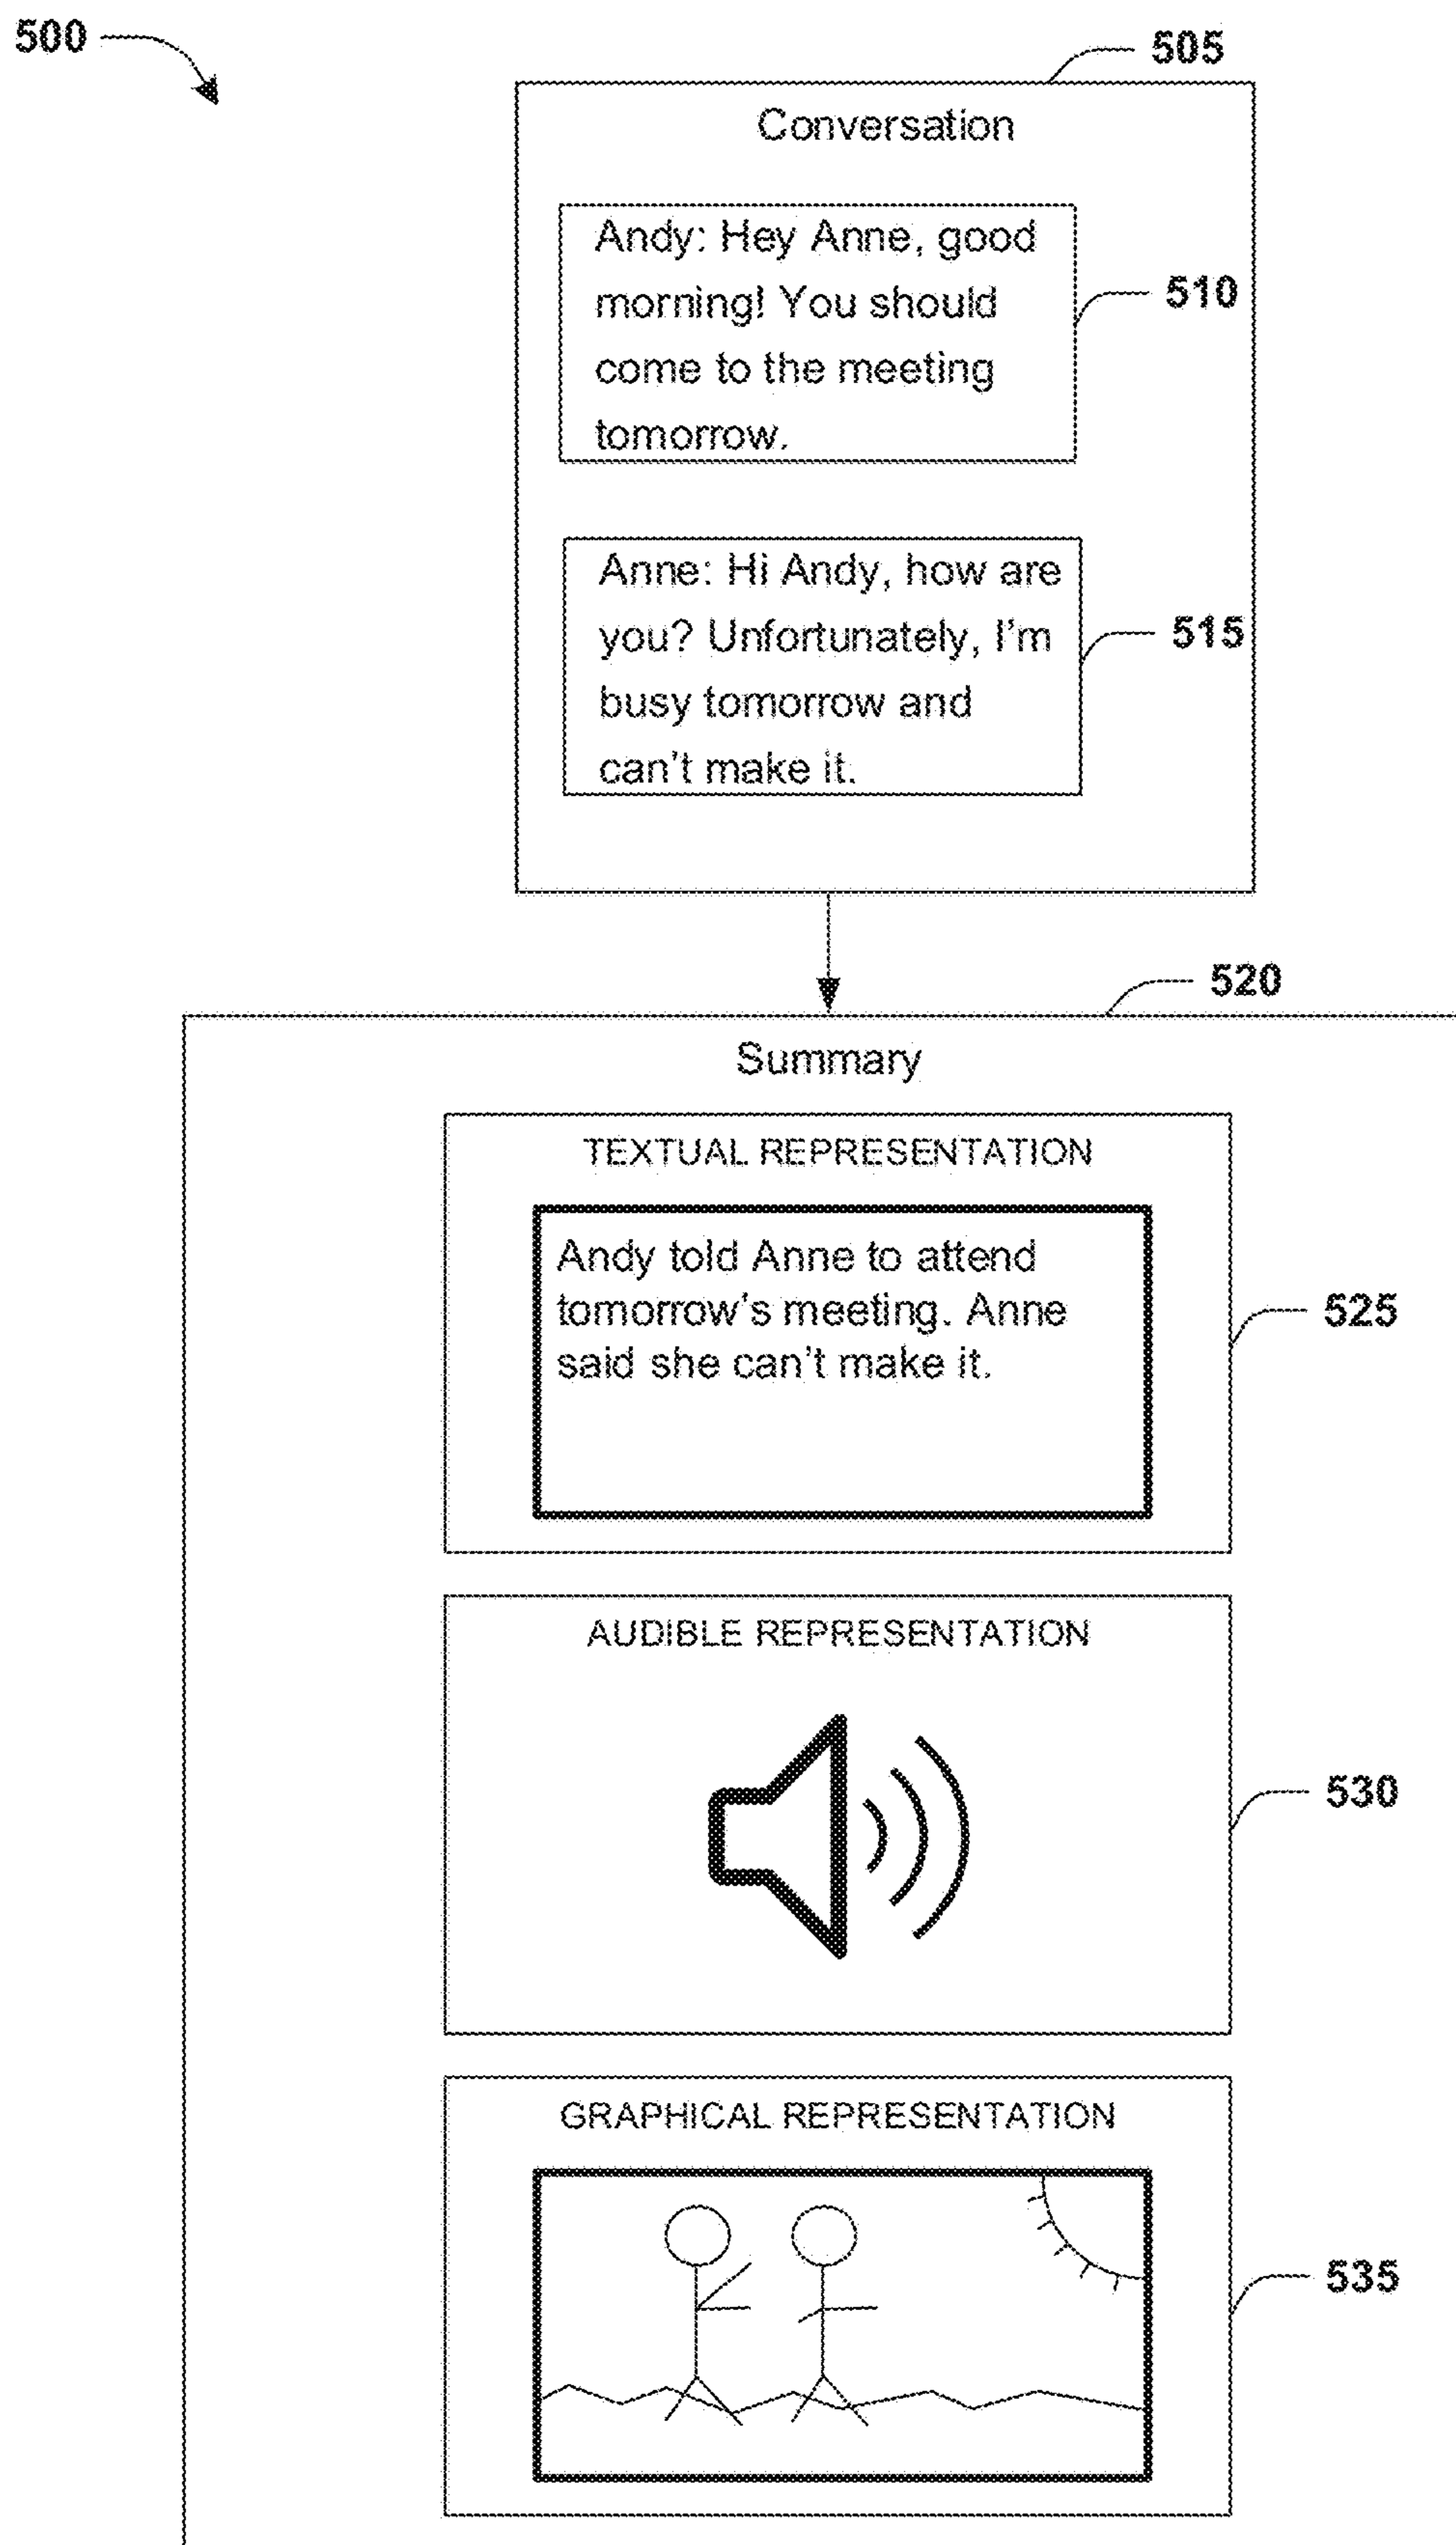 500
505
Conversation
Andy: Hey Anne, good
morning! You should
come to the meeting
tomorrow.
510
Anne: Hi Andy, how are
you? Unfortunately, I'm
busy tomorrow and
can't make it.
515
520
Summary
TEXTUAL REPRESENTATION
Andy told Anne to attend
tomorrow's meeting. Anne
said she can't make it.
525
AUDIBLE REPRESENTATION
530
GRAPHICAL REPRESENTATION
535